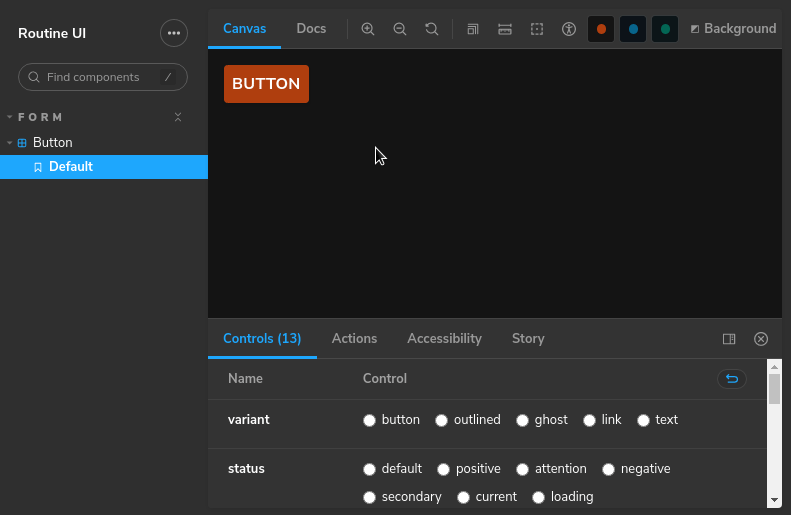 Routine UI
Find components /
FORM
Button
Default
Canvas Docs Background
BUTTON
Controls (13) Actions Accessibility Story
Name Control
variant button outlined ghost link text
status default positive attention negative
secondary current loading